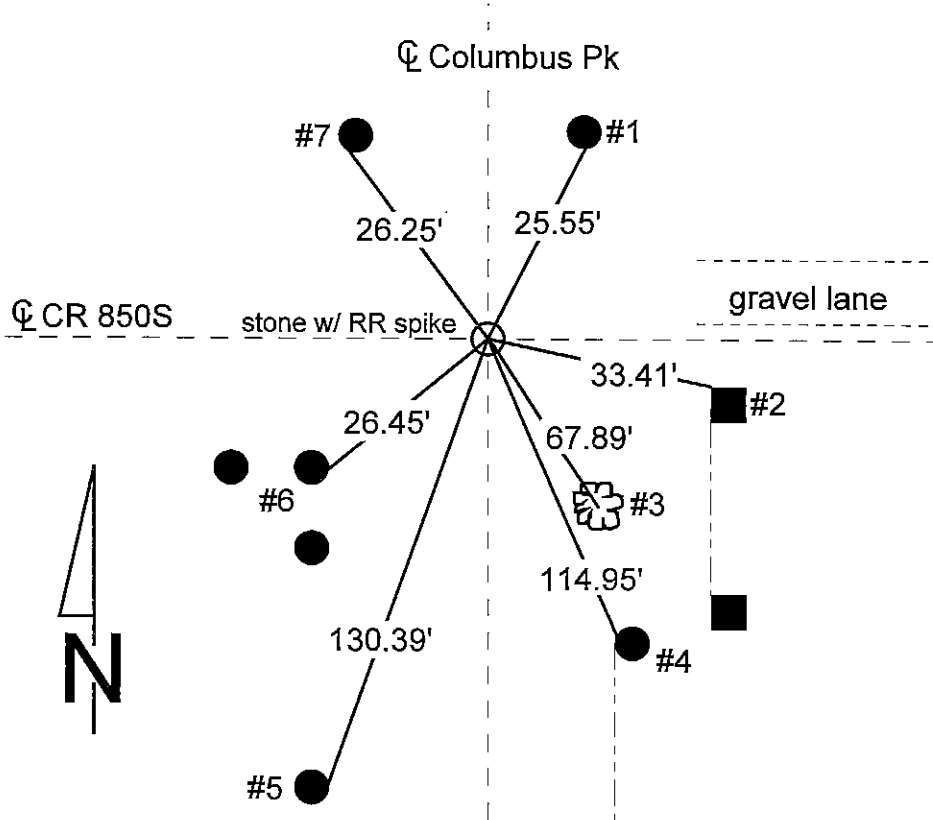 ℄ Columbus Pk
#7
#1
26.25'
25.55'
℄ CR 850S
stone w/ RR spike
gravel lane
33.41'
#2
26.45'
67.89'
#6
#3
114.95'
130.39'
#4
N
#5